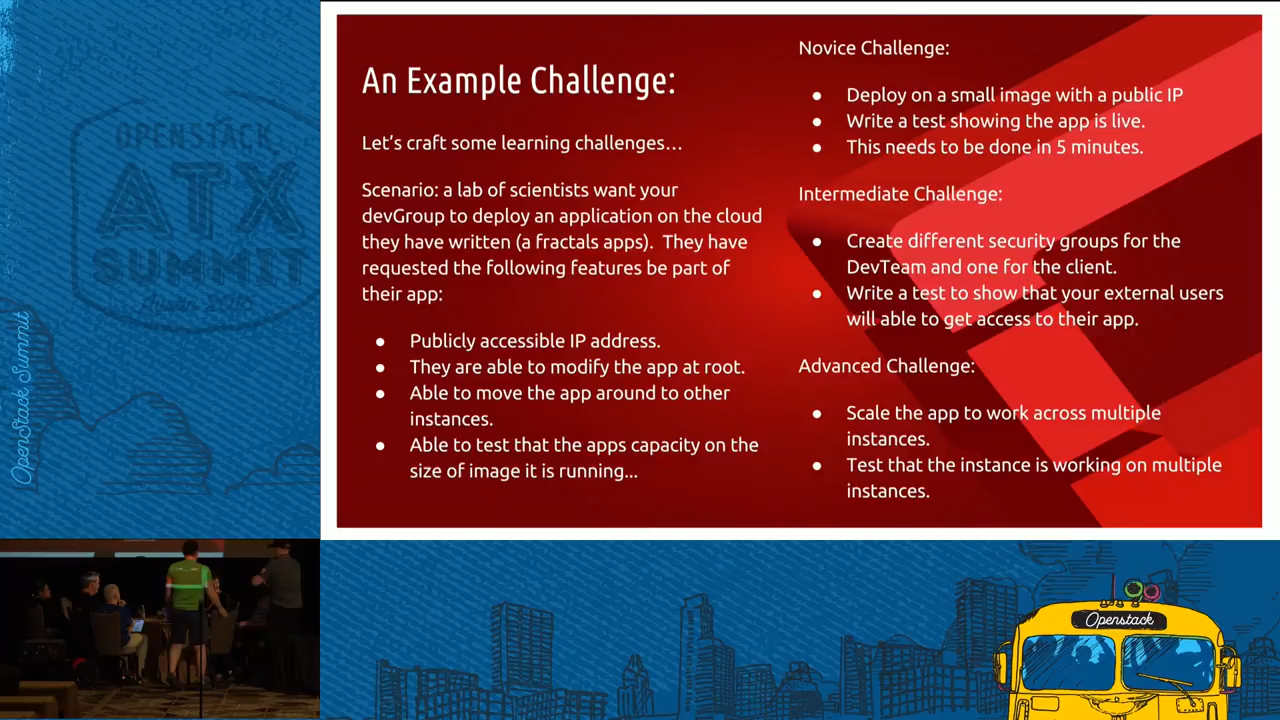 OPENSTACK
ATX
SUMMIT
OpenStack Summit
An Example Challenge:
Let's craft some learning challenges...
Scenario: a lab of scientists want your
devGroup to deploy an application on the cloud
they have written (a fractals apps).  They have
requested the following features be part of
their app:
● Publicly accessible IP address.
● They are able to modify the app at root.
● Able to move the app around to other
instances.
● Able to test that the apps capacity on the
size of image it is running...
Novice Challenge:
● Deploy on a small image with a public IP
● Write a test showing the app is live.
● This needs to be done in 5 minutes.
Intermediate Challenge:
● Create different security groups for the
DevTeam and one for the client.
● Write a test to show that your external users
will able to get access to their app.
Advanced Challenge:
● Scale the app to work across multiple
instances.
● Test that the instance is working on multiple
instances.
Openstack